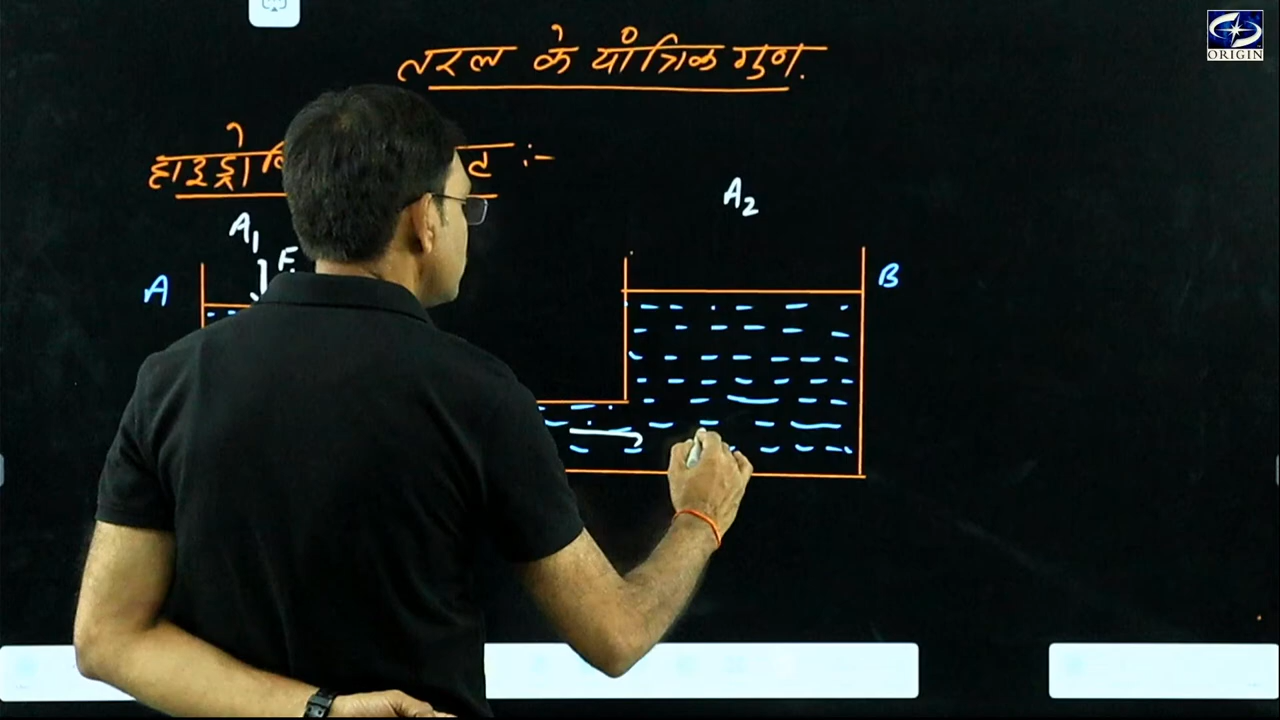 तरल के यांत्रिक गुण.
ORIGIN
:-
A₂
A₁
F
A
B